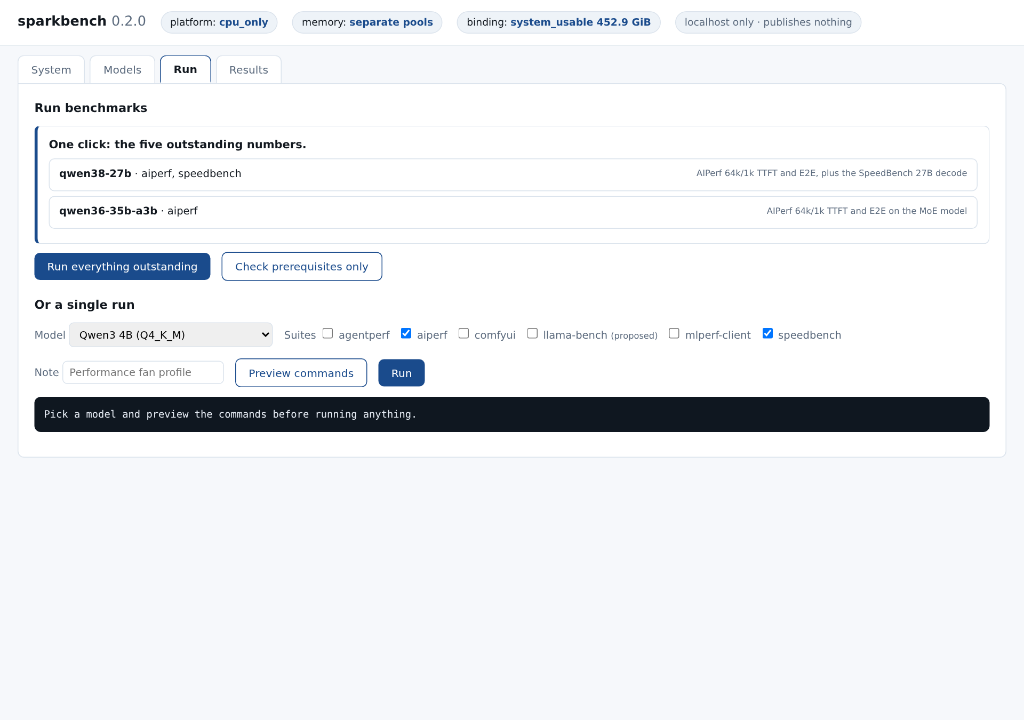 sparkbench 0.2.0 platform: cpu_only memory: separate pools binding: system_usable 452.9 GiB localhost only · publishes nothing
System Models Run Results
Run benchmarks
One click: the five outstanding numbers.
qwen38-27b · aiperf, speedbench AIPerf 64k/1k TTFT and E2E, plus the SpeedBench 27B decode
qwen36-35b-a3b · aiperf AIPerf 64k/1k TTFT and E2E on the MoE model
Run everything outstanding Check prerequisites only
Or a single run
Model Qwen3 4B (Q4_K_M) Suites agentperf aiperf comfyui llama-bench (proposed) mlperf-client speedbench
Note Performance fan profile Preview commands Run
Pick a model and preview the commands before running anything.